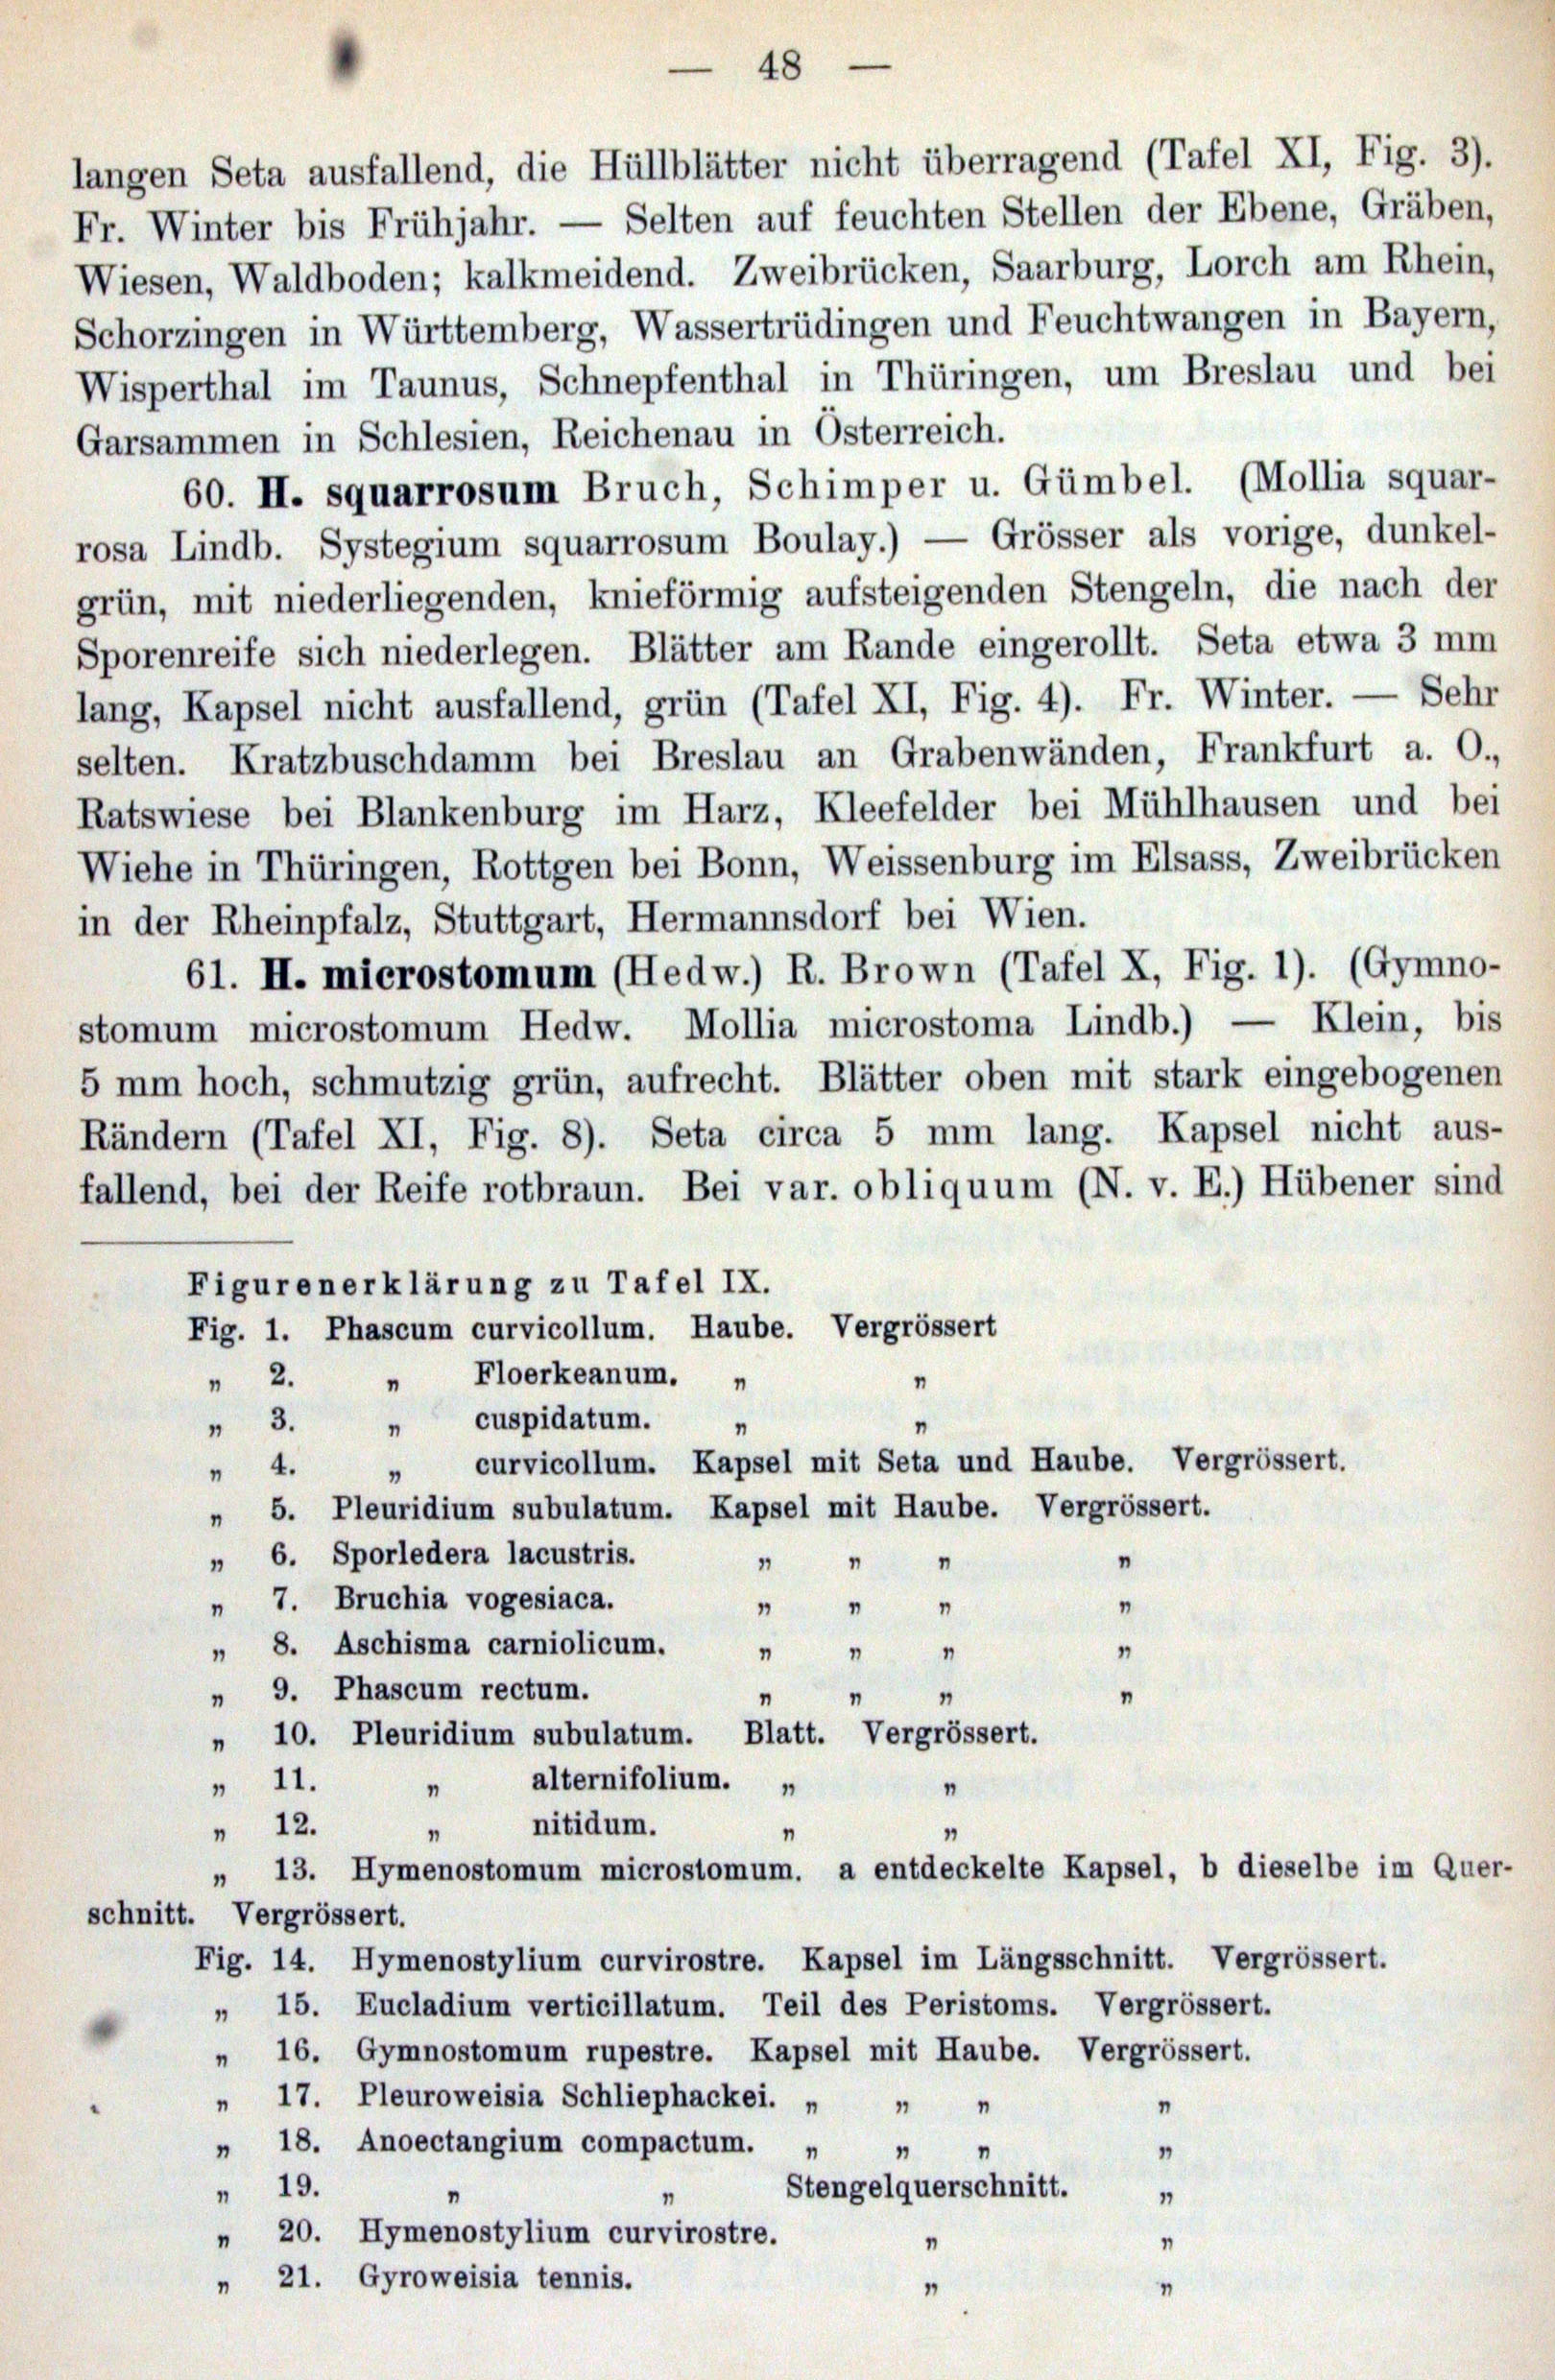 — 48 —
langen Seta ausfallend, die Hüllblätter nicht überragend (Tafel XI, Fig. 3).
Fr. Winter bis Frühjahr. — Selten auf feuchten Stellen der Ebene, Gräben,
Wiesen, Waldboden; kalkmeidend. Zweibrücken, Saarburg, Lorch am Rhein,
Schorzingen in Württemberg, Wassertrüdingen und Feuchtwangen in Bayern,
Wisperthal im Taunus, Schnepfenthal in Thüringen, um Breslau und bei
Garsammen in Schlesien, Reichenau in Österreich.
60. H. squarrosum Bruch, Schimper u. Gümbel. (Mollia squar-
rosa Lindb. Systegium squarrosum Boulay.) — Grösser als vorige, dunkel-
grün, mit niederliegenden, knieförmig aufsteigenden Stengeln, die nach der
Sporenreife sich niederlegen. Blätter am Rande eingerollt. Seta etwa 3 mm
lang, Kapsel nicht ausfallend, grün (Tafel XI, Fig. 4). Fr. Winter. — Sehr
selten. Kratzbuschdamm bei Breslau an Grabenwänden, Frankfurt a. O.,
Ratswiese bei Blankenburg im Harz, Kleefelder bei Mühlhausen und bei
Wiehe in Thüringen, Rottgen bei Bonn, Weissenburg im Elsass, Zweibrücken
in der Rheinpfalz, Stuttgart, Hermannsdorf bei Wien.
61. H. microstomum (Hedw.) R. Brown (Tafel X, Fig. 1). (Gymno-
stomum microstomum Hedw. Mollia microstoma Lindb.) — Klein, bis
5 mm hoch, schmutzig grün, aufrecht. Blätter oben mit stark eingebogenen
Rändern (Tafel XI, Fig. 8). Seta circa 5 mm lang. Kapsel nicht aus-
fallend, bei der Reife rotbraun. Bei var. obliquum (N. v. E.) Hübener sind
Figurenerklärung zu Tafel IX.
Fig. 1. Phascum curvicollum. Haube. Vergrössert
„ 2. „ Floerkeanum. „ „
„ 3. „ cuspidatum. „ „
„ 4. „ curvicollum. Kapsel mit Seta und Haube. Vergrössert.
„ 5. Pleuridium subulatum. Kapsel mit Haube. Vergrössert.
„ 6. Sporledera lacustris. „ „ „ „
„ 7. Bruchia vogesiaca. „ „ „ „
„ 8. Aschisma carniolicum. „ „ „ „
„ 9. Phascum rectum. „ „ „ „
„ 10. Pleuridium subulatum. Blatt. Vergrössert.
„ 11. „ alternifolium. „ „
„ 12. „ nitidum. „ „
„ 13. Hymenostomum microstomum. a entdeckelte Kapsel, b dieselbe im Quer-
schnitt. Vergrössert.
Fig. 14. Hymenostylium curvirostre. Kapsel im Längsschnitt. Vergrössert.
„ 15. Eucladium verticillatum. Teil des Peristoms. Vergrössert.
„ 16. Gymnostomum rupestre. Kapsel mit Haube. Vergrössert.
„ 17. Pleuroweisia Schliephackei. „ „ „ „
„ 18. Anoectangium compactum. „ „ „ „
„ 19. „ „ Stengelquerschnitt. „
„ 20. Hymenostylium curvirostre. „ „
„ 21. Gyroweisia tennis. „ „